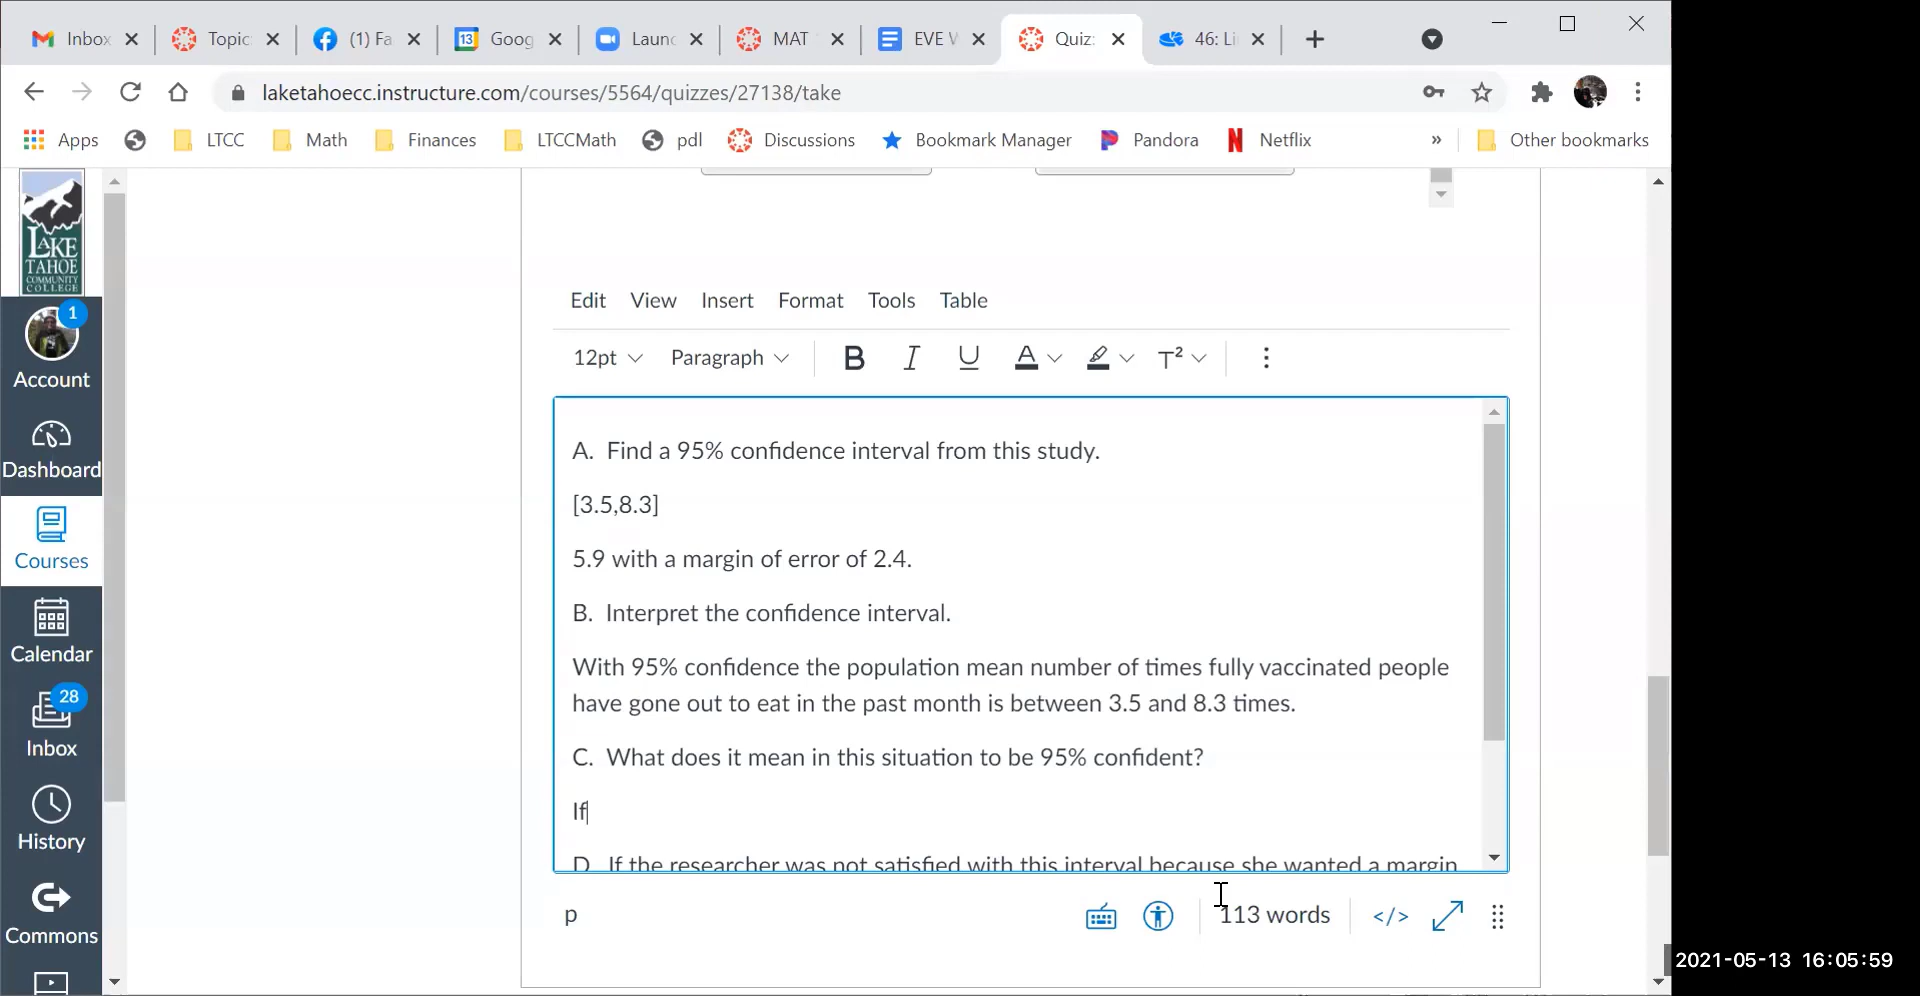 Inbox
Topic
(1) Fa
13
Goog
Laun
MAT
EVE
Quiz:
46: Li
laketahoecc.instructure.com/courses/5564/quizzes/27138/take
Apps
LTCC
Math
Finances
LTCCMath
pdl
Discussions
Bookmark Manager
Pandora
Netflix
»
Other bookmarks
LAKE
TAHOE
COMMUNITY
COLLEGE
1
Account
Dashboard
Courses
Calendar
28
Inbox
History
Commons
Edit View Insert Format Tools Table
12pt Paragraph B I U A T²
A. Find a 95% confidence interval from this study.
[3.5,8.3]
5.9 with a margin of error of 2.4.
B. Interpret the confidence interval.
With 95% confidence the population mean number of times fully vaccinated people
have gone out to eat in the past month is between 3.5 and 8.3 times.
C. What does it mean in this situation to be 95% confident?
If
D. If the researcher was not satisfied with this interval because she wanted a margin
p
113 words
</>
2021-05-13 16:05:59